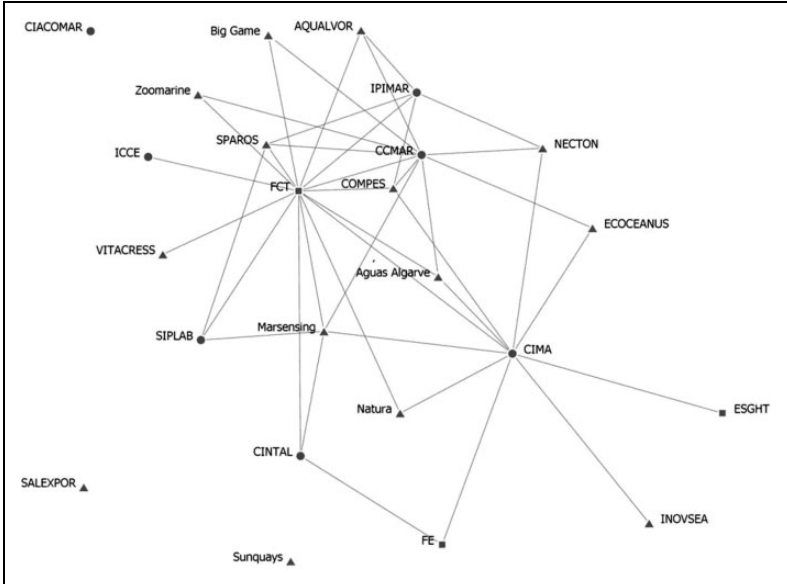 CIACOMAR
Big Game
AQUALVOR
Zoomarine
IPIMAR
SPAROS
ICCE
CCMAR
NECTON
FCT
COMPES
ECOCEANUS
VITACRESS
Aguas Algarve
SIPLAB
Marsensing
CIMA
Natura
ESGHT
CINTAL
SALEXPOR
INOVSEA
FE
Sunquays